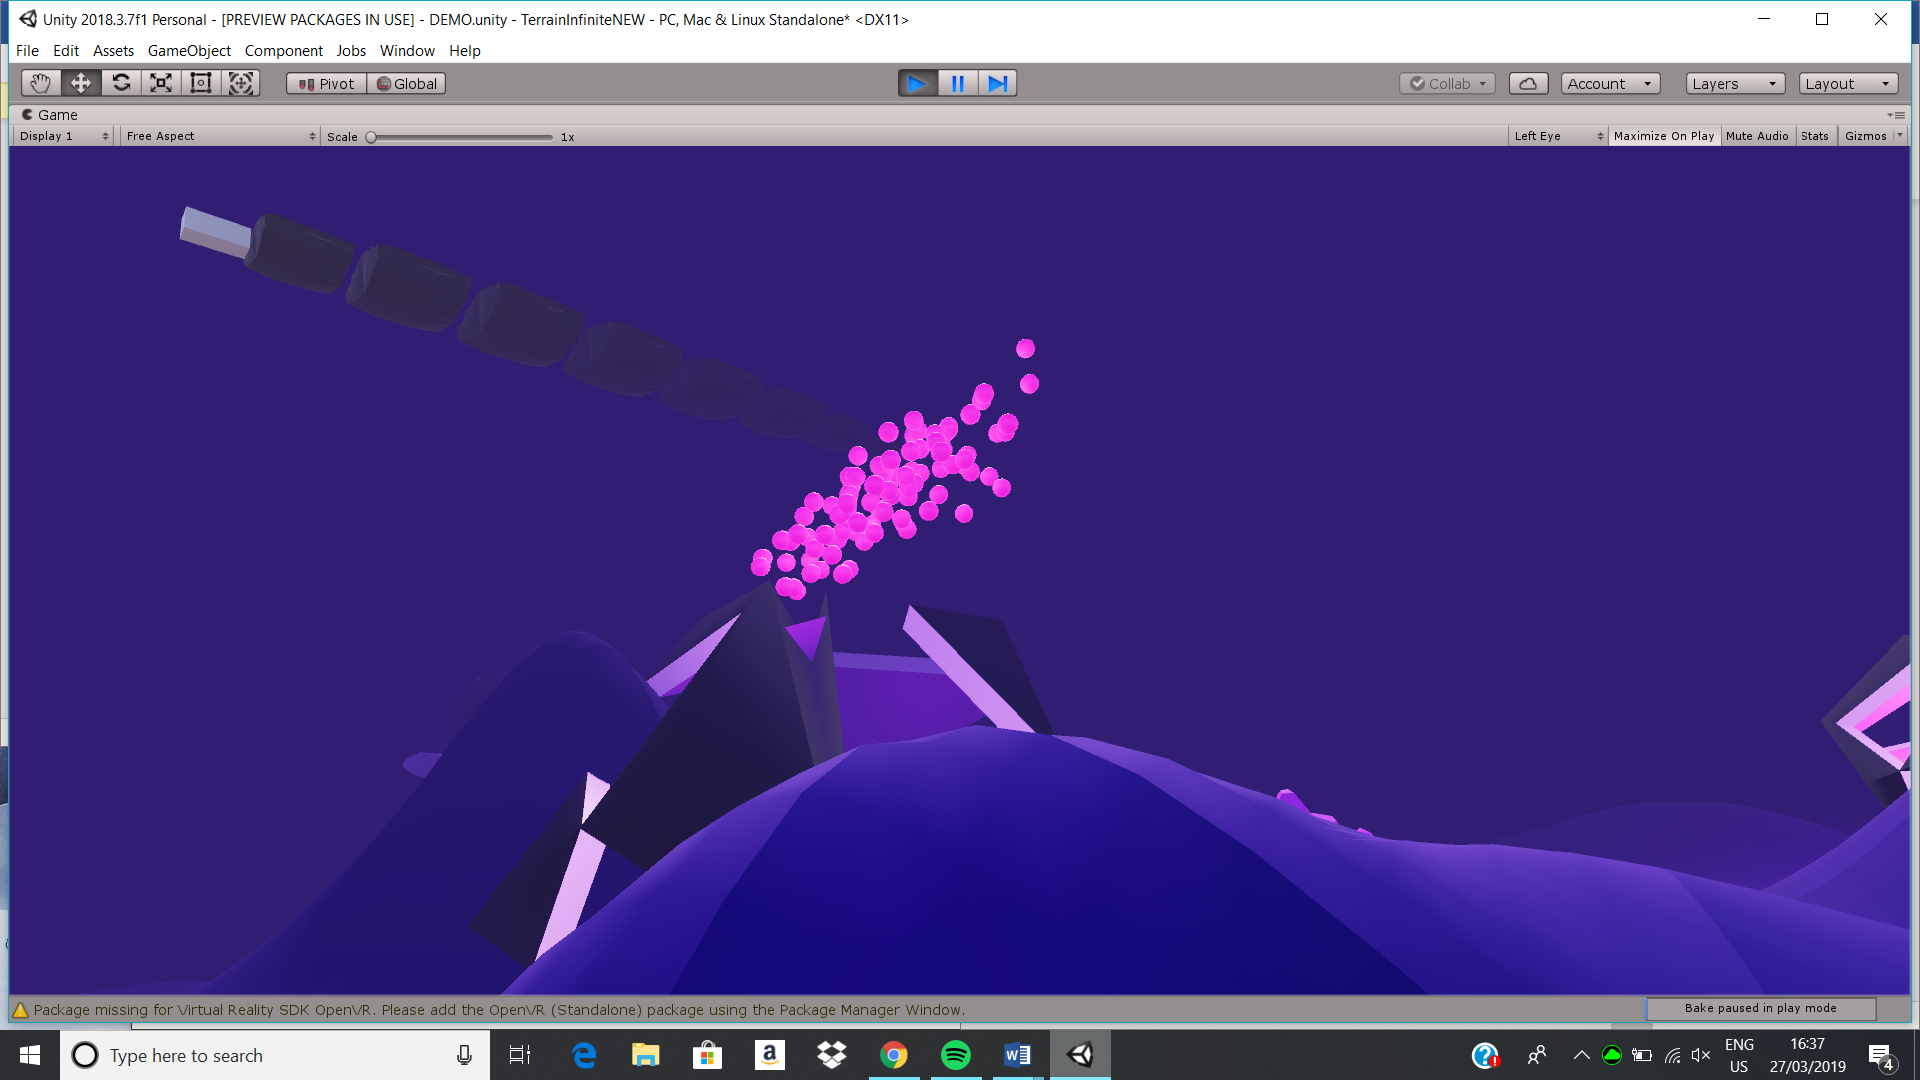 Unity 2018.3.7f1 Personal - [PREVIEW PACKAGES IN USE] - DEMO.unity - TerrainInfiniteNEW - PC, Mac & Linux Standalone* <DX11>
File Edit Assets GameObject Component Jobs Window Help
Pivot Global Collab Account Layers Layout
Game
Display 1 Free Aspect Scale 1x Left Eye Maximize On Play Mute Audio Stats Gizmos
Package missing for Virtual Reality SDK OpenVR. Please add the OpenVR (Standalone) package using the Package Manager Window.
Bake paused in play mode
Type here to search
ENG
US
16:37
27/03/2019
4